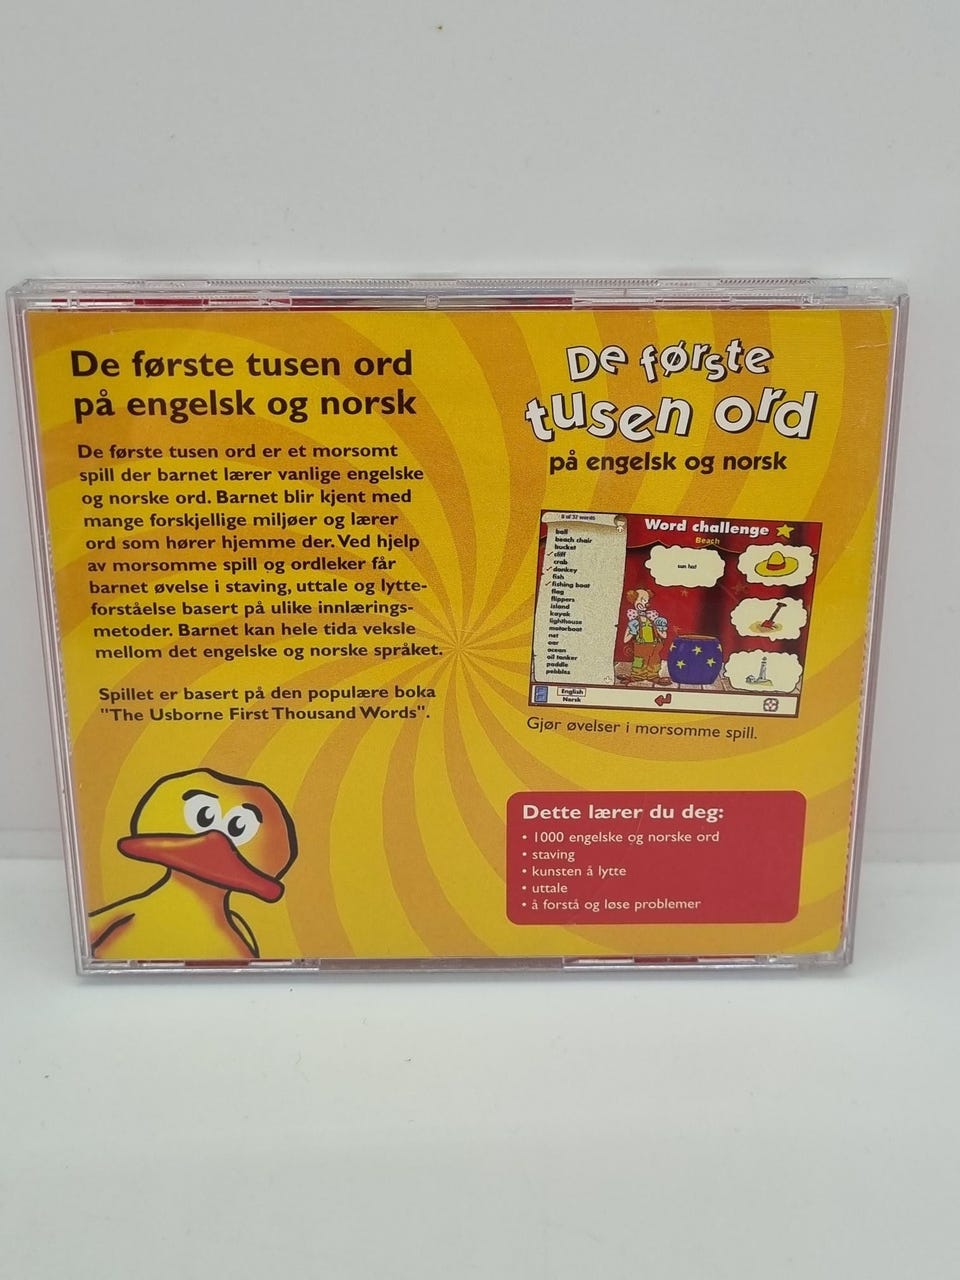 De første tusen ord
på engelsk og norsk
De første tusen ord er et morsomt
spill der barnet lærer vanlige engelske
og norske ord. Barnet blir kjent med
mange forskjellige miljøer og lærer
ord som hører hjemme der. Ved hjelp
av morsomme spill og ordleker får
barnet øvelse i staving, uttale og lytte-
forståelse basert på ulike innlærings-
metoder. Barnet kan hele tida veksle
mellom det engelske og norske språket.
Spillet er basert på den populære boka
"The Usborne First Thousand Words".
De første
tusen ord
på engelsk og norsk
8 of 32 words
Word challenge
Beach
ball
beach chair
bucket
cliff
crab
donkey
fish
fishing boat
flag
flippers
island
kayak
lighthouse
motorboat
net
oar
ocean
oil tanker
paddle
pebbles
sun hat
English
Norsk
Gjør øvelser i morsomme spill.
Dette lærer du deg:
• 1000 engelske og norske ord
• staving
• kunsten å lytte
• uttale
• å forstå og løse problemer